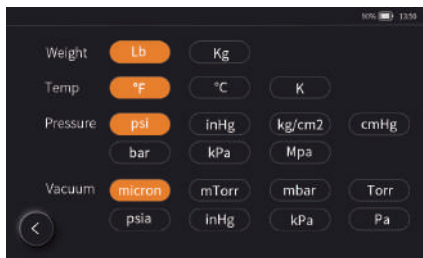 90% 13:50
Weight Lb Kg
Temp °F °C K
Pressure psi inHg kg/cm2 cmHg
bar kPa Mpa
Vacuum micron mTorr mbar Torr
psia inHg kPa Pa